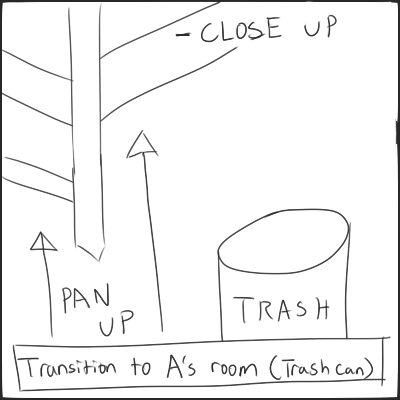 - CLOSE UP
PAN
UP
TRASH
Transition to A's room (Trash can)